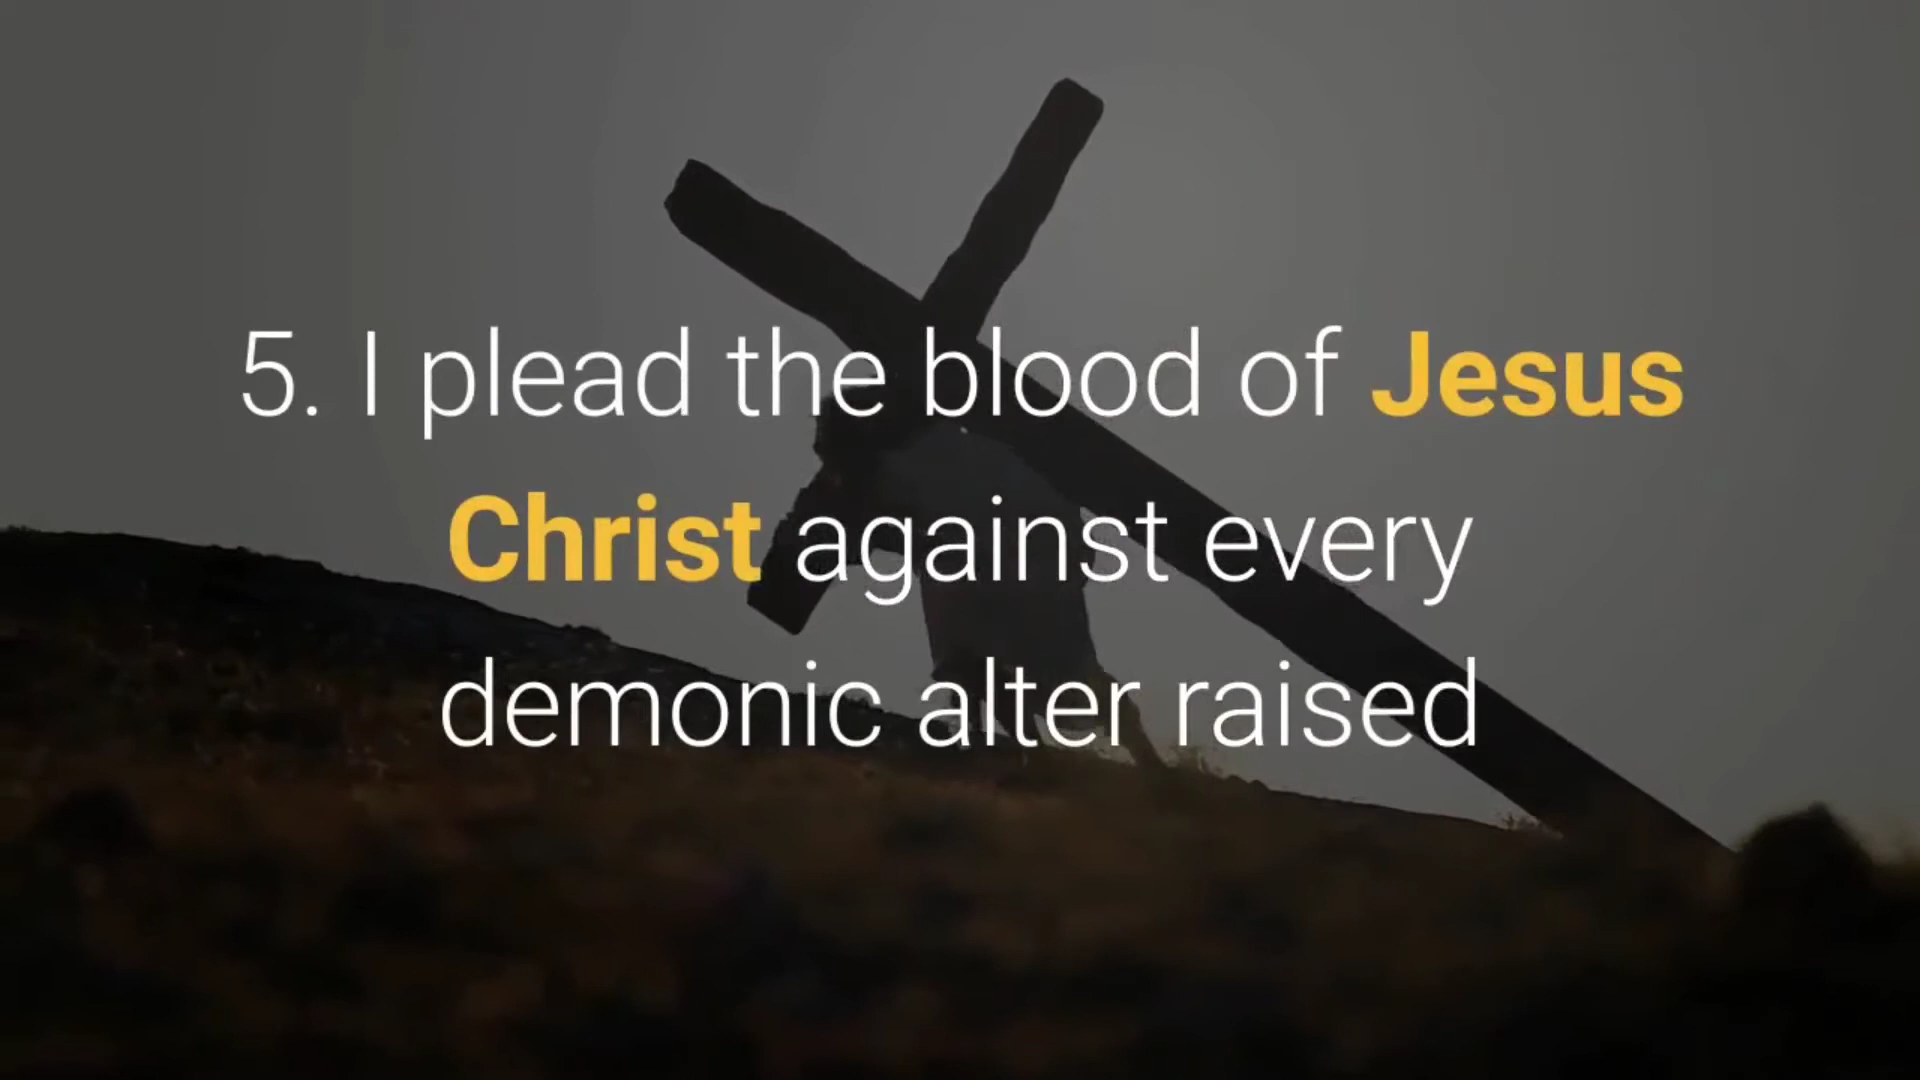 5. I plead the blood of Jesus
Christ against every
demonic alter raised